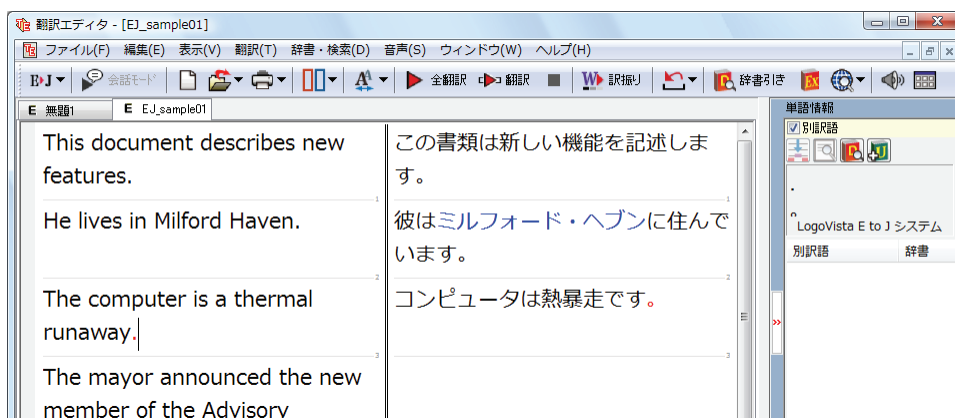 翻訳エディタ - [EJ_sample01]
ファイル(F) 編集(E) 表示(V) 翻訳(T) 辞書・検索(D) 音声(S) ウィンドウ(W) ヘルプ(H)
E▸J 会話モード 全翻訳 翻訳 訳振り 辞書引き
E 無題1 E EJ_sample01
単語情報
別訳語
This document describes new
features.
この書類は新しい機能を記述しま
す。
1
1
He lives in Milford Haven.
彼はミルフォード・ヘブンに住んで
います。
2
2
The computer is a thermal
runaway.
コンピュータは熱暴走です。
3
3
The mayor announced the new
member of the Advisory
LogoVista E to J システム
別訳語 辞書